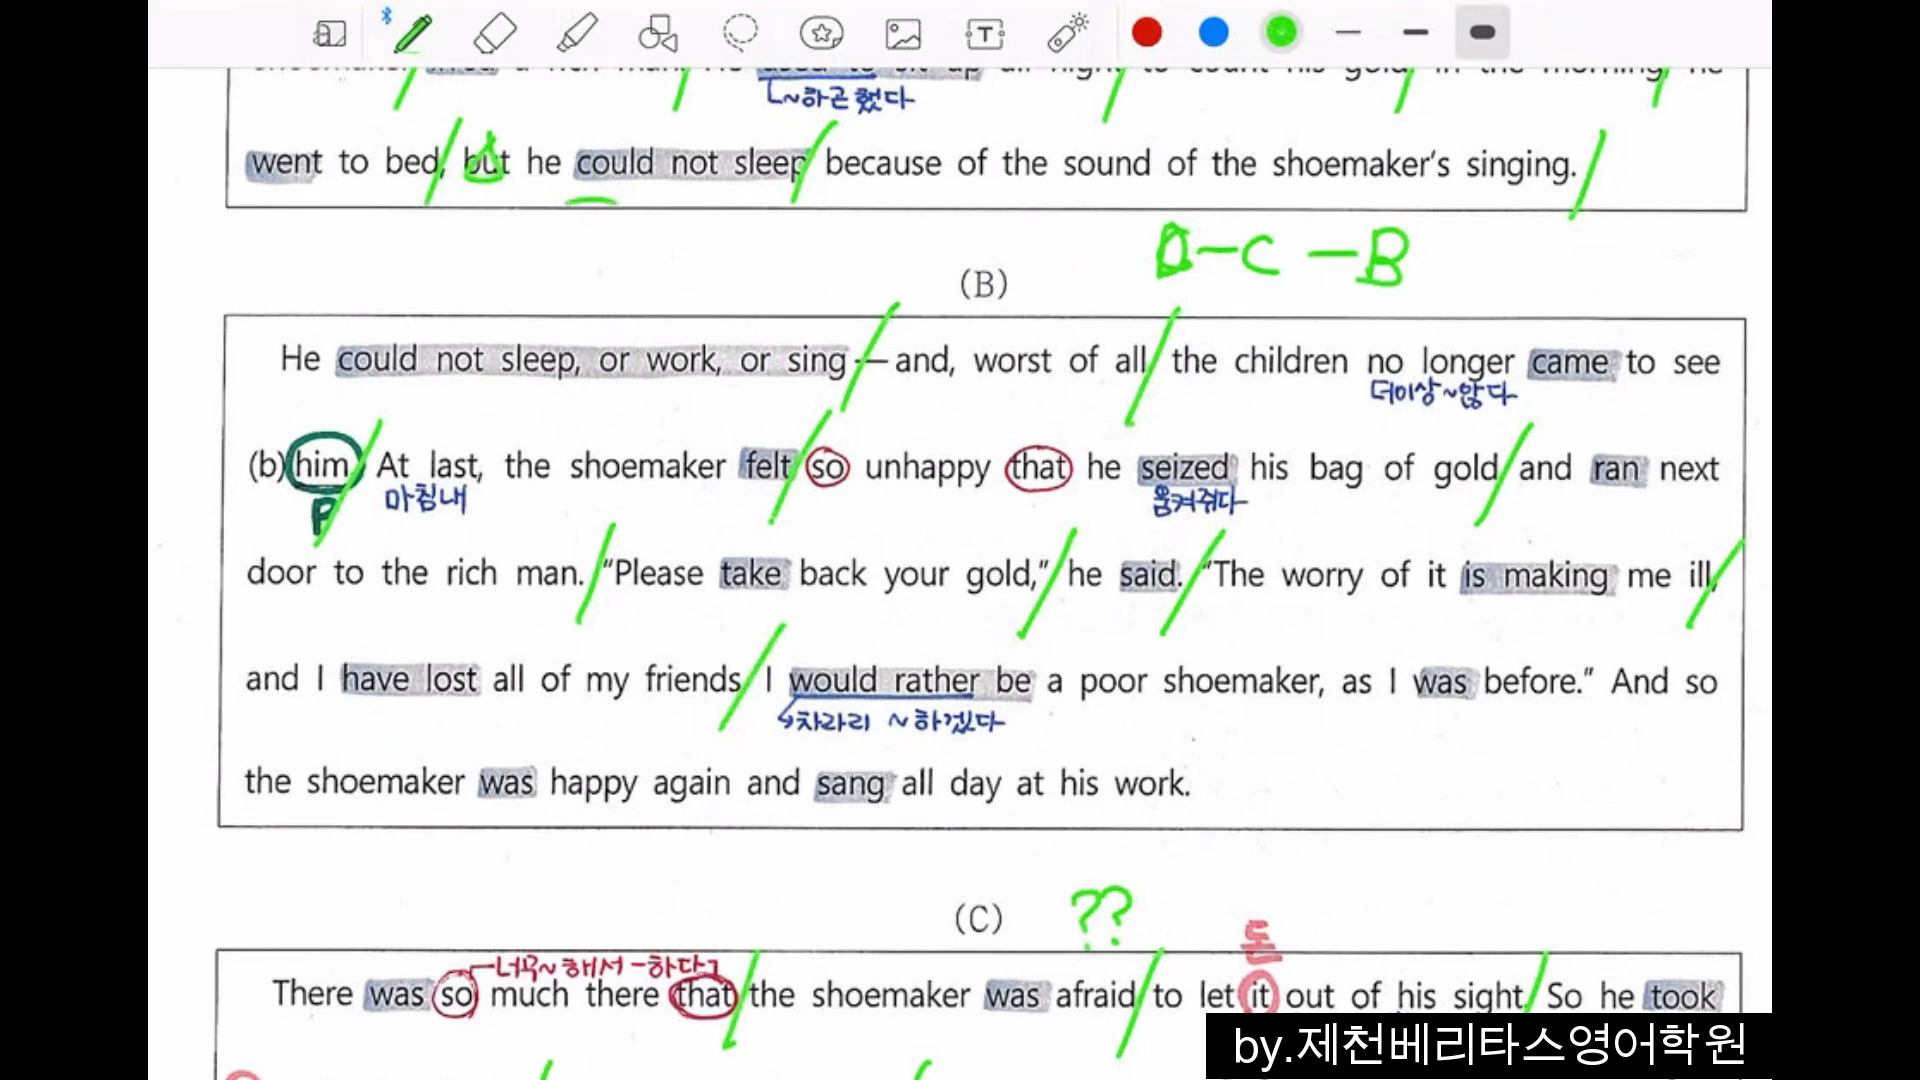 went to bed, but he could not sleep because of the sound of the shoemaker's singing.
~하곤했다
D-C-B
(B)
He could not sleep, or work, or sing — and, worst of all, the children no longer came to see
더이상~않다
(b) him. At last, the shoemaker felt so unhappy that he seized his bag of gold, and ran next
P
마침내
움켜쥐다
door to the rich man. “Please take back your gold,” he said. “The worry of it is making me ill,
and I have lost all of my friends. I would rather be a poor shoemaker, as I was before.” And so
차라리 ~하겠다
the shoemaker was happy again and sang all day at his work.
(C)
??
돈
너무~해서 -하다
There was so much there that the shoemaker was afraid to let it out of his sight. So he took
by.제천베리타스영어학원